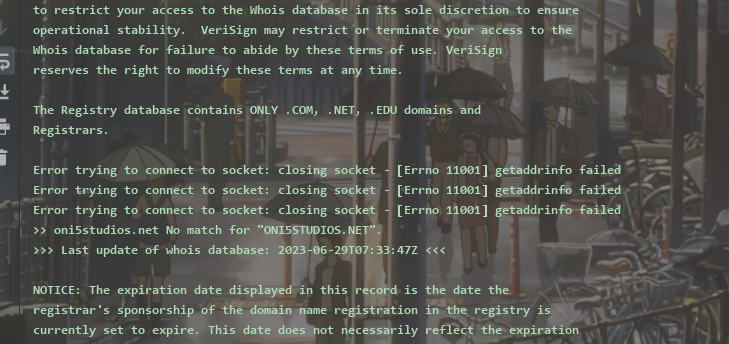 to restrict your access to the Whois database in its sole discretion to ensure
operational stability.  VeriSign may restrict or terminate your access to the
Whois database for failure to abide by these terms of use. VeriSign
reserves the right to modify these terms at any time.

The Registry database contains ONLY .COM, .NET, .EDU domains and
Registrars.

Error trying to connect to socket: closing socket - [Errno 11001] getaddrinfo failed
Error trying to connect to socket: closing socket - [Errno 11001] getaddrinfo failed
Error trying to connect to socket: closing socket - [Errno 11001] getaddrinfo failed
>> oni5studios.net No match for "ONI5STUDIOS.NET".
>>> Last update of whois database: 2023-06-29T07:33:47Z <<<

NOTICE: The expiration date displayed in this record is the date the
registrar's sponsorship of the domain name registration in the registry is
currently set to expire. This date does not necessarily reflect the expiration